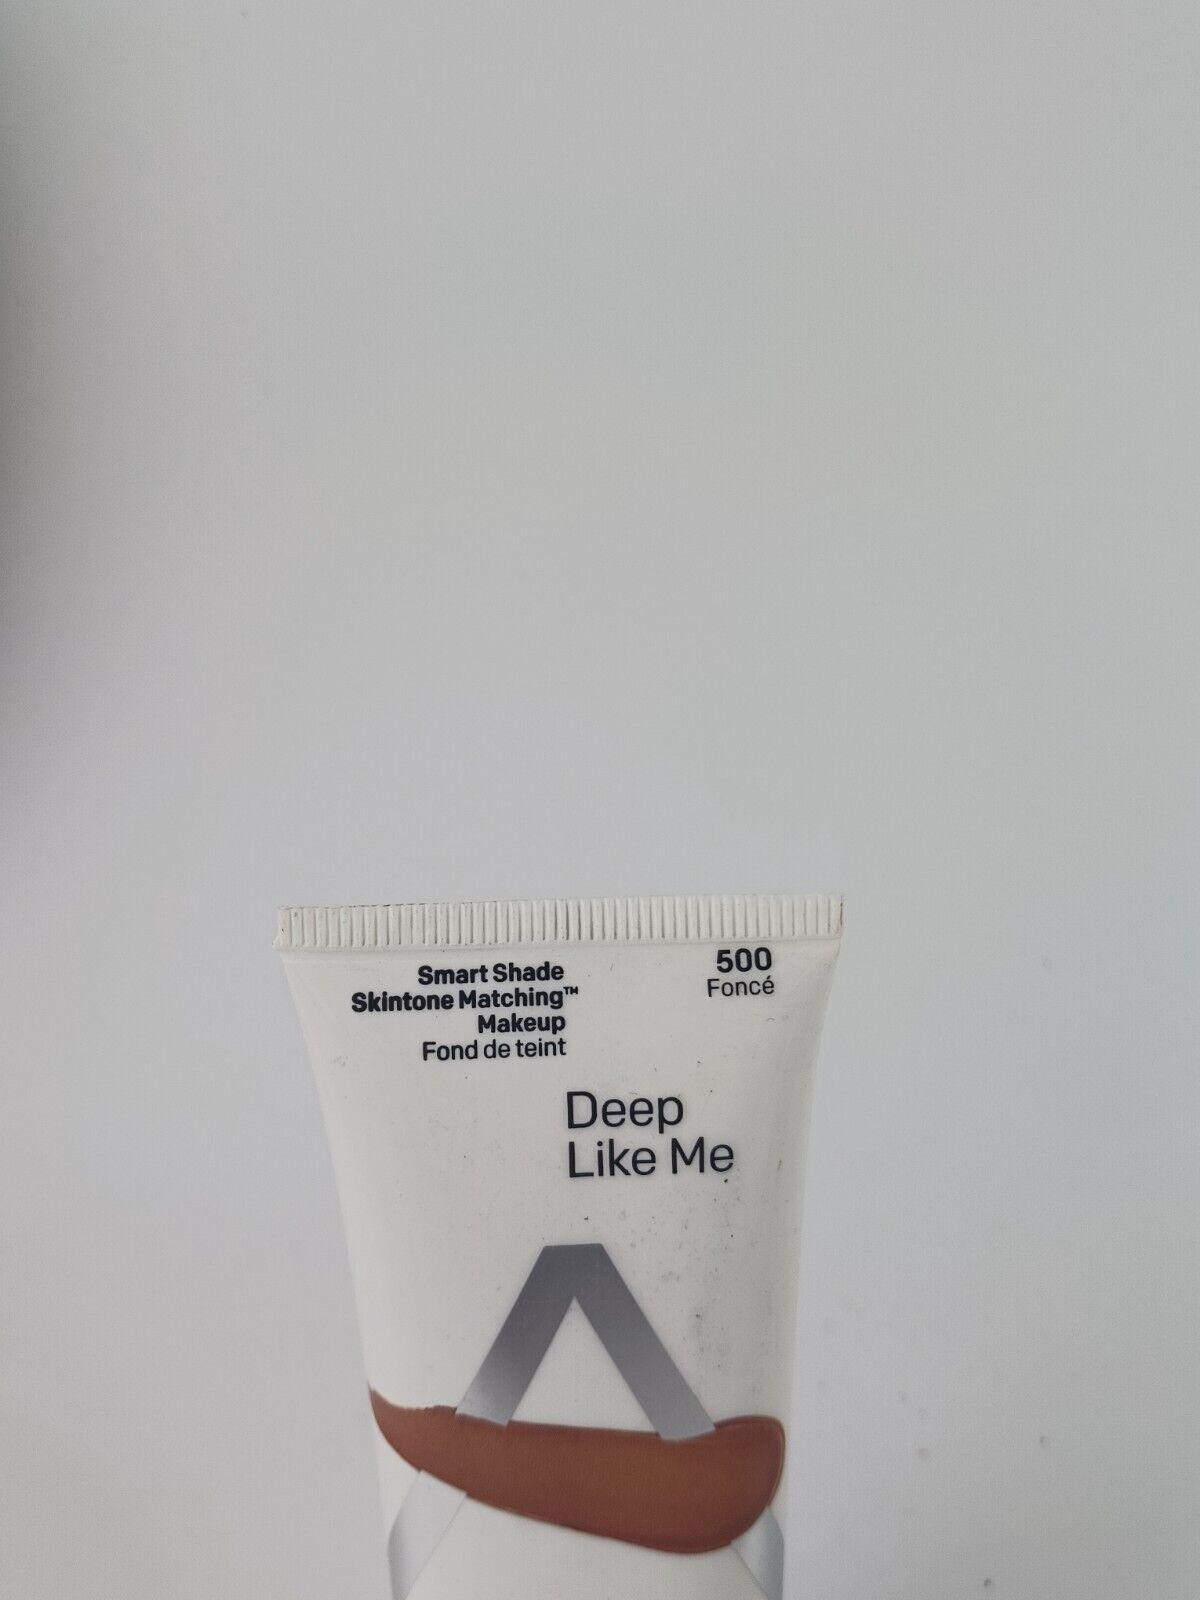 Smart Shade
Skintone Matching™
Makeup
Fond de teint
500
Foncé
Deep
Like Me